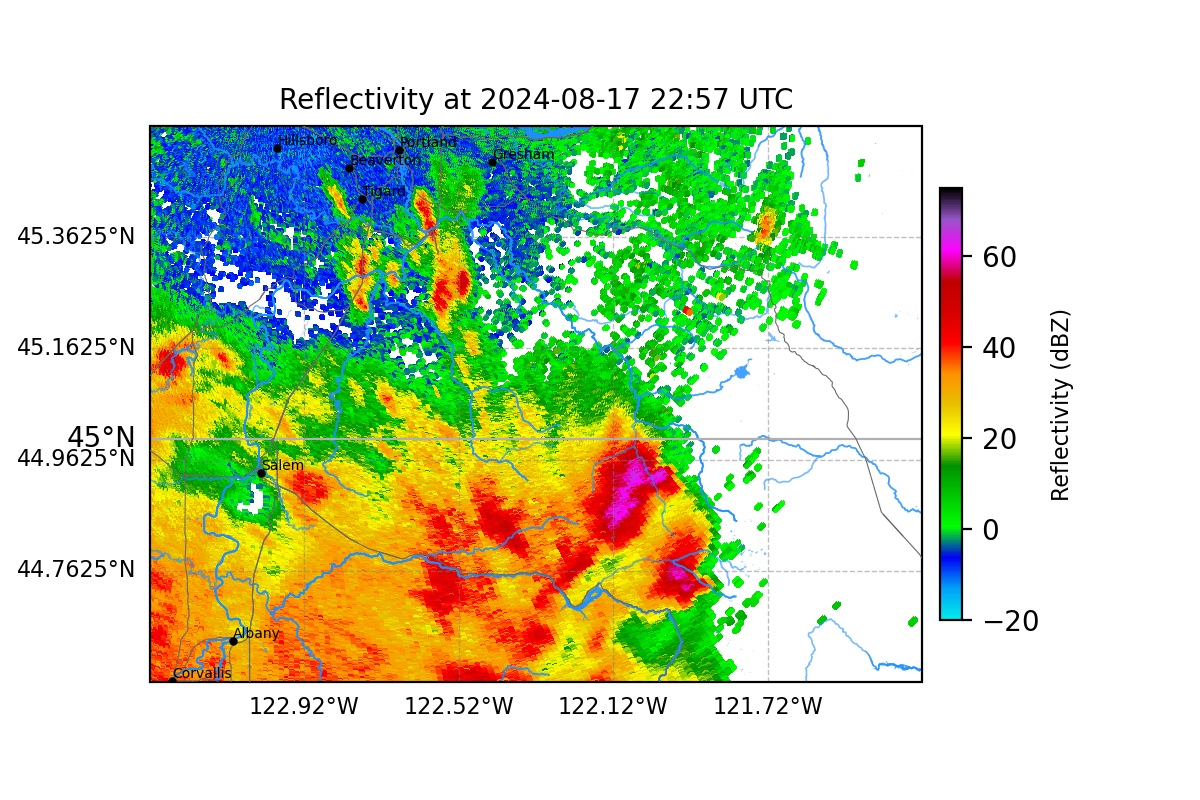 Reflectivity at 2024-08-17 22:57 UTC
Hillsboro
Portland
Beaverton
Gresham
Tigard
45.3625°N
45.1625°N
45°N
44.9625°N
Salem
44.7625°N
Albany
Corvallis
122.92°W
122.52°W
122.12°W
121.72°W
60
40
20
0
−20
Reflectivity (dBZ)